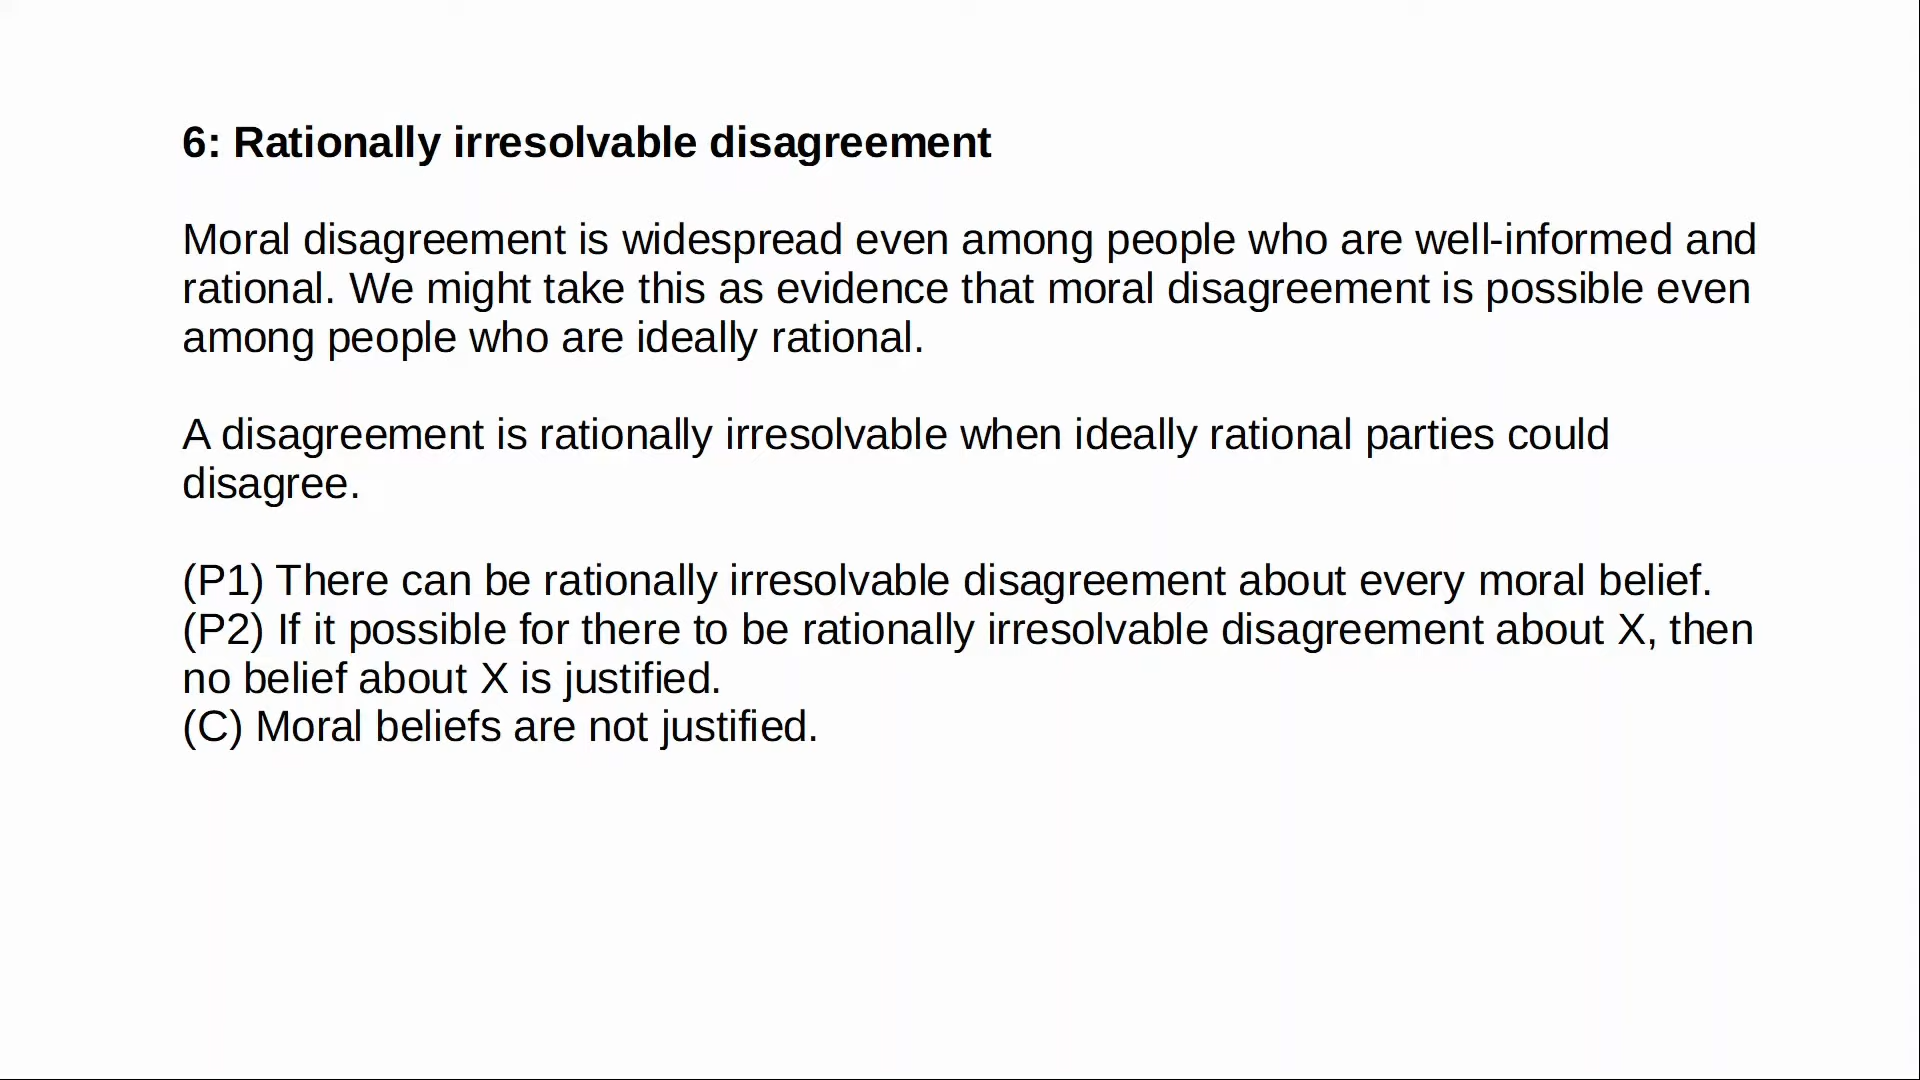 6: Rationally irresolvable disagreement
Moral disagreement is widespread even among people who are well-informed and
rational. We might take this as evidence that moral disagreement is possible even
among people who are ideally rational.
A disagreement is rationally irresolvable when ideally rational parties could
disagree.
(P1) There can be rationally irresolvable disagreement about every moral belief.
(P2) If it possible for there to be rationally irresolvable disagreement about X, then
no belief about X is justified.
(C) Moral beliefs are not justified.